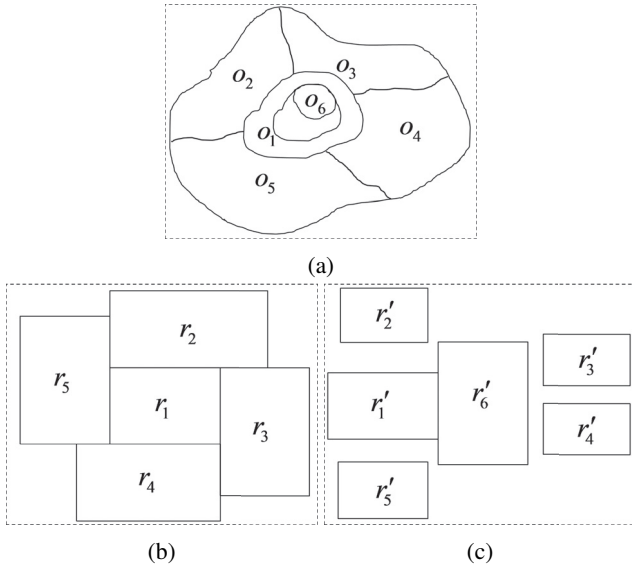 o₂ o₃
o₆
o₁ o₄
o₅
(a)
r₂
r₅ r₁ r₃
r₄
r′₂
r′₁ r′₆ r′₃
r′₄
r′₅
(b) (c)